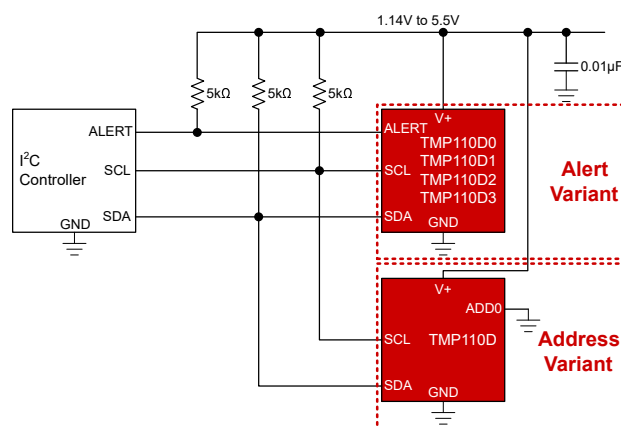 1.14V to 5.5V
0.01µF
5kΩ
5kΩ
5kΩ
I²C
Controller
ALERT
SCL
SDA
GND
V+
ALERT
SCL
SDA
GND
TMP110D0
TMP110D1
TMP110D2
TMP110D3
Alert
Variant
V+
ADD0
SCL
TMP110D
SDA
GND
Address
Variant